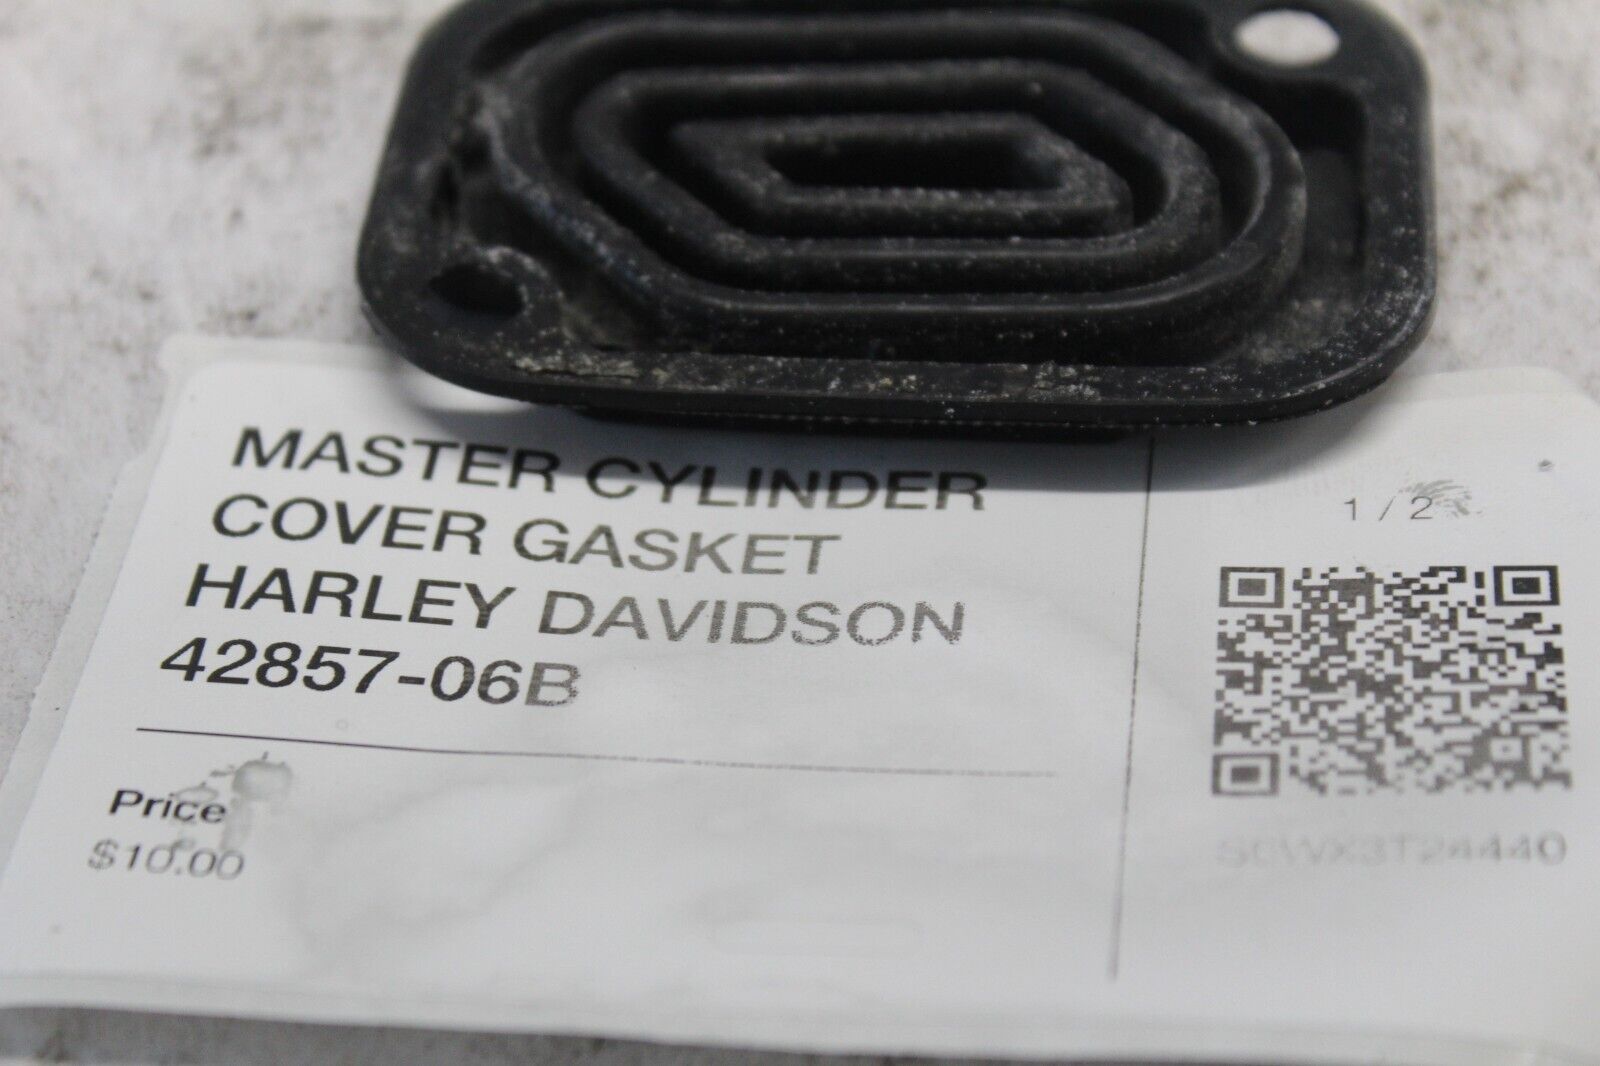 MASTER CYLINDER
COVER GASKET
HARLEY DAVIDSON
42857-06B
Price
$10.00
1 / 2